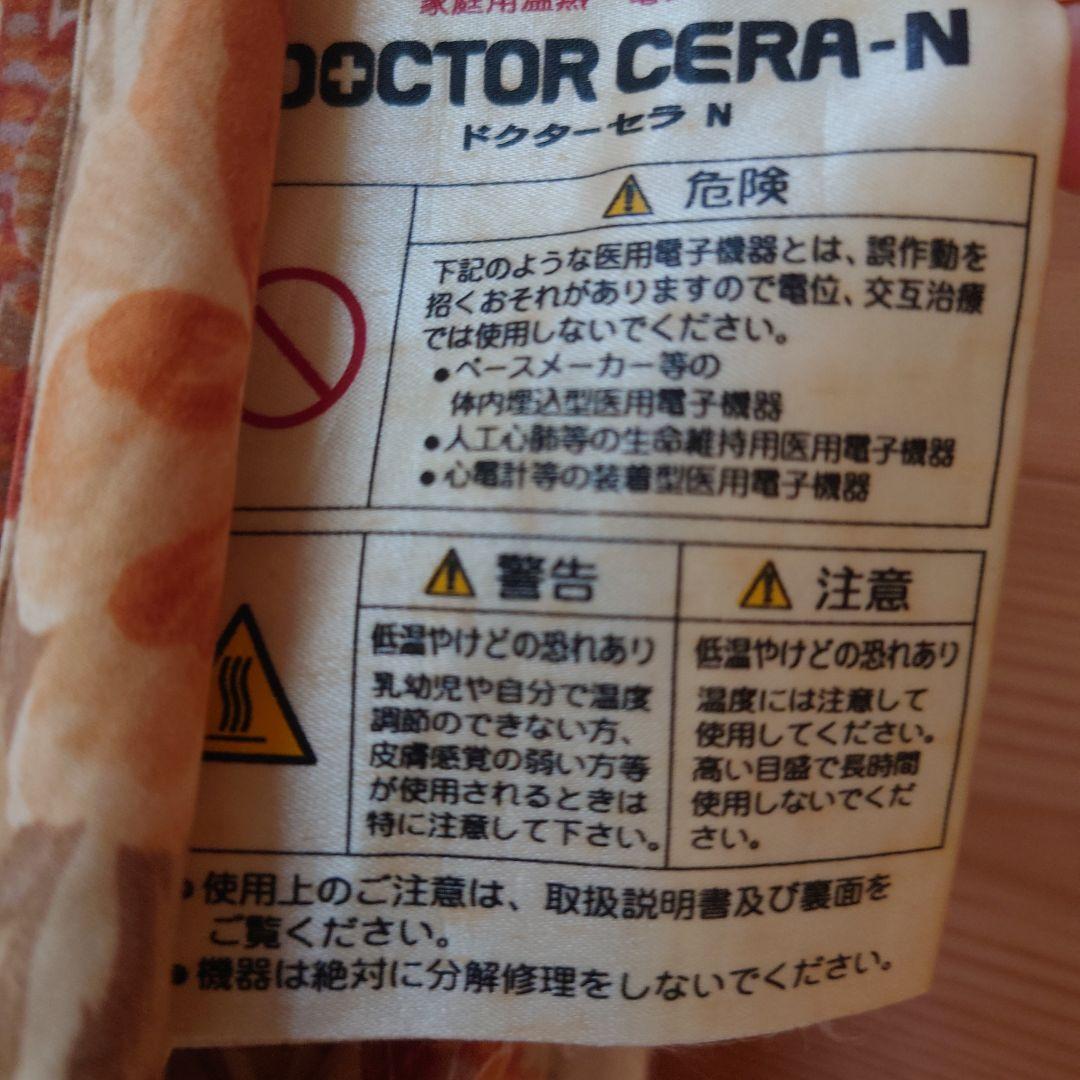 家庭用温熱
DOCTOR CERA-N
ドクターセラ N
危険
下記のような医用電子機器とは、誤作動を
招くおそれがありますので電位、交互治療
では使用しないでください。
●ペースメーカー等の
体内埋込型医用電子機器
●人工心肺等の生命維持用医用電子機器
●心電計等の装着型医用電子機器
警告
低温やけどの恐れあり
乳幼児や自分で温度
調節のできない方、
皮膚感覚の弱い方等
が使用されるときは
特に注意して下さい。
注意
低温やけどの恐れあり
温度には注意して
使用してください。
高い目盛で長時間
使用しないでくだ
さい。
●使用上のご注意は、取扱説明書及び裏面を
ご覧ください。
●機器は絶対に分解修理をしないでください。